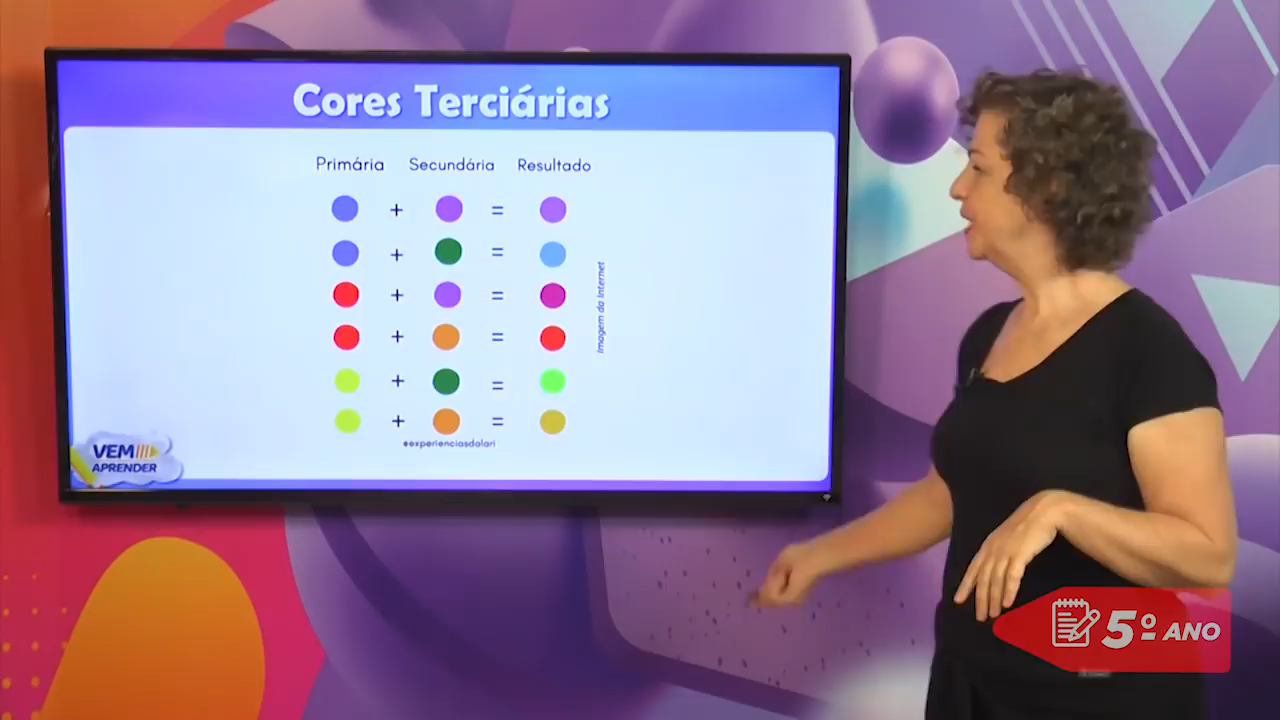 Cores Terciárias
Primária Secundária Resultado
+ =
+ =
+ =
+ =
+ =
+ =
Imagem da Internet
@experienciasdalari
VEM
APRENDER
5º ANO